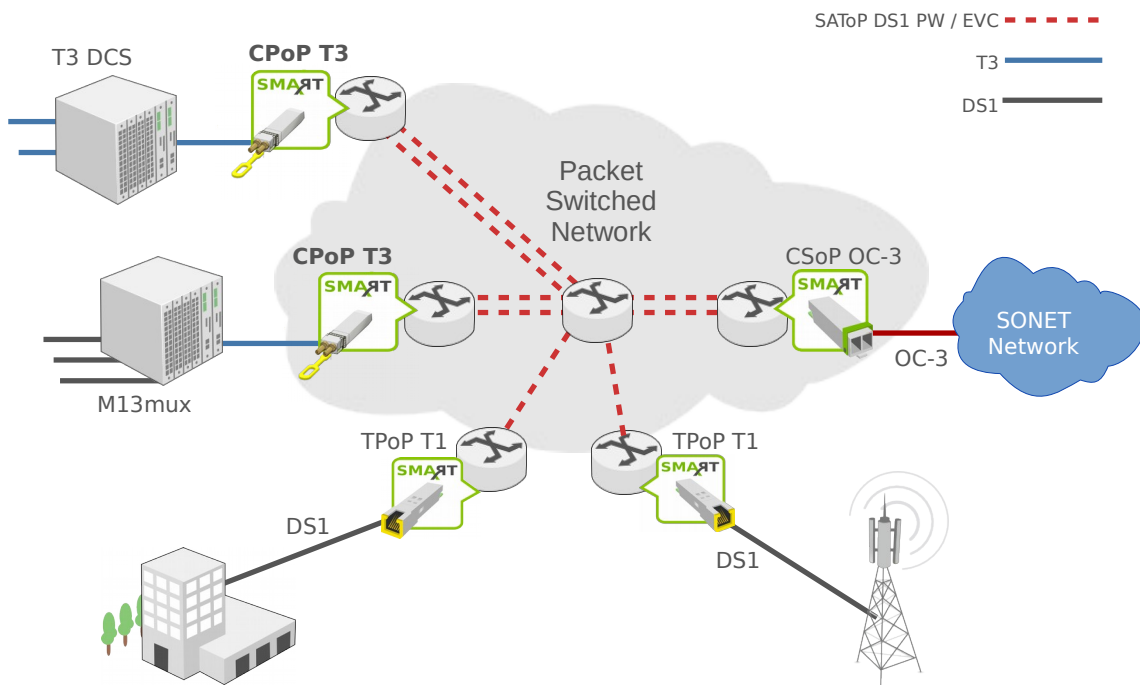 SAToP DS1 PW / EVC
T3
DS1
T3 DCS
CPoP T3
SMART
Packet
Switched
Network
CPoP T3
SMART
CSoP OC-3
SMART
SONET
Network
OC-3
M13mux
TPoP T1
SMART
TPoP T1
SMART
DS1
DS1